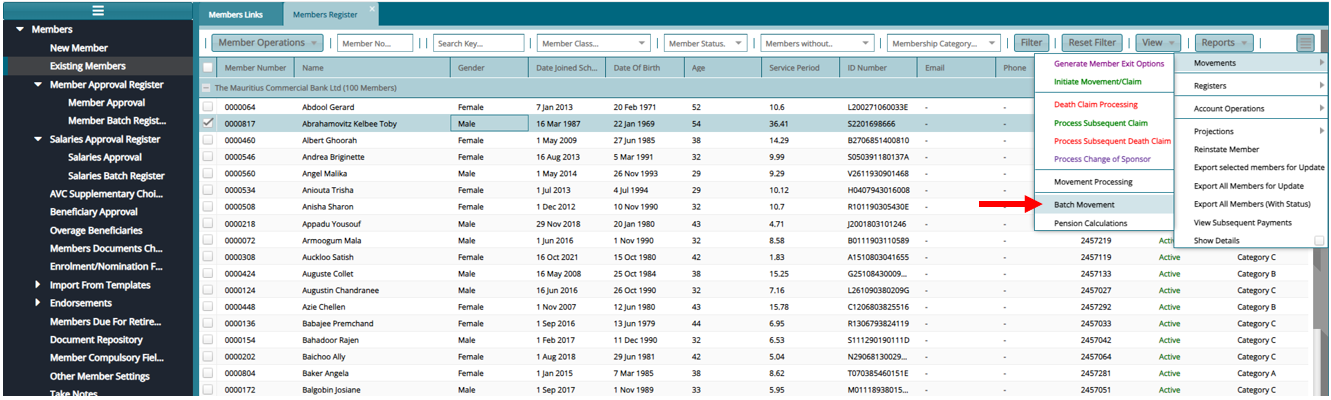 Members Links
Members Register
×
Members
New Member
Existing Members
Member Approval Register
Member Approval
Member Batch Regist...
Salaries Approval Register
Salaries Approval
Salaries Batch Register
AVC Supplementary Choi...
Beneficiary Approval
Overage Beneficiaries
Members Documents Ch...
Enrolment/Nomination F...
Import From Templates
Endorsements
Members Due For Retire...
Document Repository
Member Compulsory Fiel...
Other Member Settings
Take Notes
Member Operations
Member No...
Search Key...
Member Class...
Member Status.
Members without..
Membership Category...
Filter
Reset Filter
View
Reports
Member Number Name Gender Date Joined Sch... Date Of Birth Age Service Period ID Number Email Phone
The Mauritius Commercial Bank Ltd (100 Members)
0000064 Abdool Gerard Female 7 Jan 2013 20 Feb 1971 52 10.6 L200271060033E -
0000817 Abrahamovitz Kelbee Toby Male 16 Mar 1987 22 Jan 1969 54 36.41 S2201698666 -
0000460 Albert Ghoorah Female 1 May 2009 27 Jun 1985 38 14.29 B2706851400810 -
0000546 Andrea Briginette Female 16 Aug 2013 5 Mar 1991 32 9.99 S050391180137A -
0000560 Angel Malika Male 1 May 2014 26 Nov 1993 29 9.29 V2611930901468 -
0000534 Aniouta Trisha Female 1 Jul 2013 4 Jul 1994 29 10.12 H0407943016008 -
0000508 Anisha Sharon Female 1 Dec 2012 10 Nov 1990 32 10.7 R101190305430E -
0000218 Appadu Yousouf Male 29 Nov 2018 20 Jan 1980 43 4.71 J2001803101246 -
0000072 Armoogum Mala Male 1 Jun 2016 1 Nov 1990 32 8.58 B0111903110589 - - 2457219 Active
0000308 Auckloo Satish Female 16 Oct 2021 15 Oct 1980 42 1.83 A1510803041655 - - 2457119 Active Category C
0000424 Auguste Collet Male 16 May 2008 25 Oct 1984 38 15.25 G25108430009... - - 2457133 Active Category B
0000124 Augustin Chandranee Male 16 Jun 2016 26 Oct 1990 32 7.16 L261090380209G - - 2457027 Active Category C
0000448 Azie Chellen Female 1 Nov 2007 12 Jun 1980 43 15.78 C1206803825516 - - 2457292 Active Category B
0000136 Babajee Premchand Female 1 Sep 2016 13 Jun 1979 44 6.95 R1306793824119 - - 2457033 Active Category C
0000154 Bahadoor Rajen Male 1 Feb 2017 11 Dec 1990 32 6.53 S111290190111D - - 2457042 Active Category C
0000202 Baichoo Ally Female 1 Aug 2018 29 Jun 1981 42 5.04 N29068130029... - - 2457064 Active Category C
0000804 Baker Angela Female 1 Jan 2015 7 Mar 1985 38 8.62 T070385460151E - - 2457281 Active Category A
0000172 Balgobin Josiane Male 1 Sep 2017 1 Nov 1989 33 5.95 M01118938015... - - 2457051 Active Category C
Generate Member Exit Options
Initiate Movement/Claim
Death Claim Processing
Process Subsequent Claim
Process Subsequent Death Claim
Process Change of Sponsor
Movement Processing
Batch Movement
Pension Calculations
Movements
Registers
Account Operations
Projections
Reinstate Member
Export selected members for Update
Export All Members for Update
Export All Members (With Status)
View Subsequent Payments
Show Details